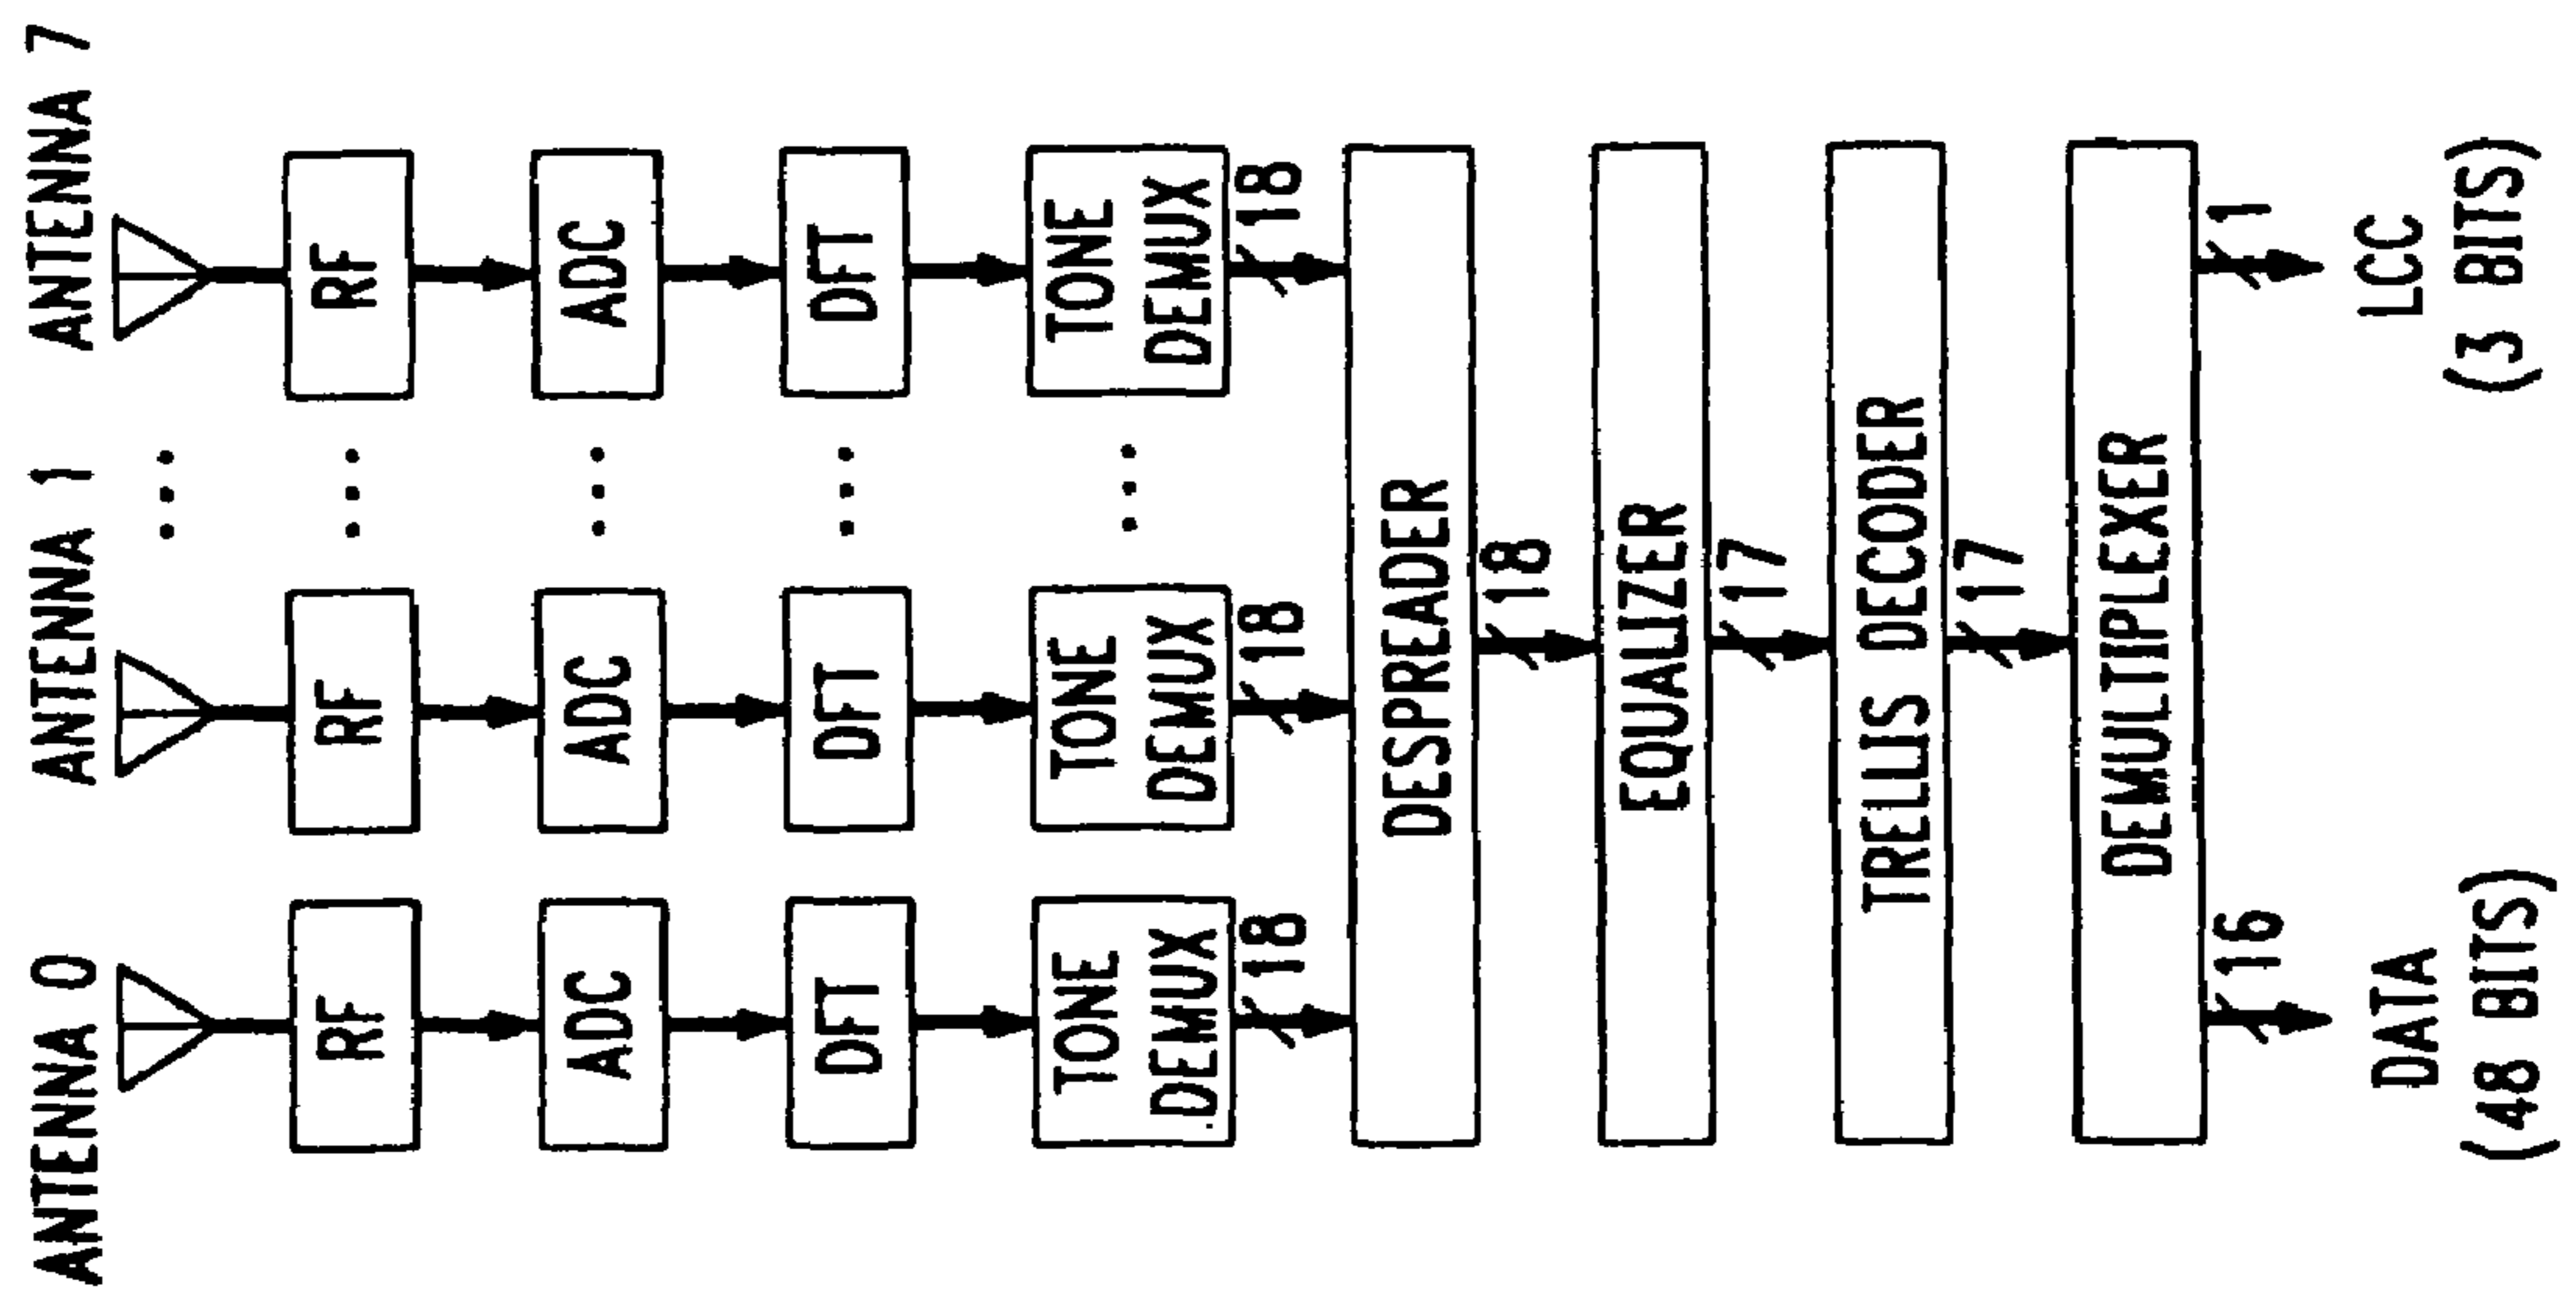 ANTENNA 0
ANTENNA 1
ANTENNA 7
RF
RF
RF
ADC
ADC
ADC
DFT
DFT
DFT
TONE
DEMUX
TONE
DEMUX
TONE
DEMUX
18
18
18
DESPREADER
18
EQUALIZER
17
TRELLIS DECODER
17
DEMULTIPLEXER
16
1
DATA
(48 BITS)
LCC
(3 BITS)